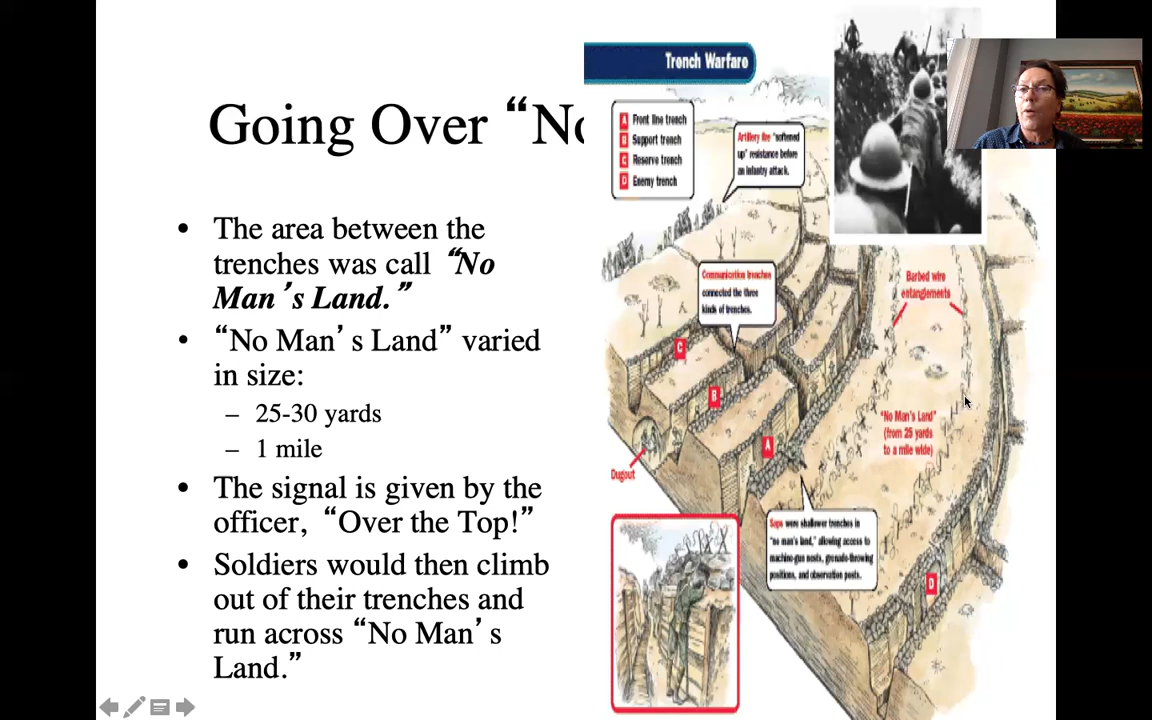 Going Over “No
• The area between the
trenches was call “No
Man’s Land.”
• “No Man’s Land” varied
in size:
– 25-30 yards
– 1 mile
• The signal is given by the
officer, “Over the Top!”
• Soldiers would then climb
out of their trenches and
run across “No Man’s
Land.”
Trench Warfare
A Front line trench
B Support trench
C Reserve trench
D Enemy trench
Artillery fire "softened
up" resistance before
an infantry attack.
Communication trenches
connected the three
kinds of trenches.
Barbed wire
entanglements
C
B
A
"No Man's Land"
(from 25 yards
to a mile wide)
Dugout
Saps were shallower trenches in
"no man's land," allowing access to
machine-gun nests, grenade-throwing
positions, and observation posts.
D